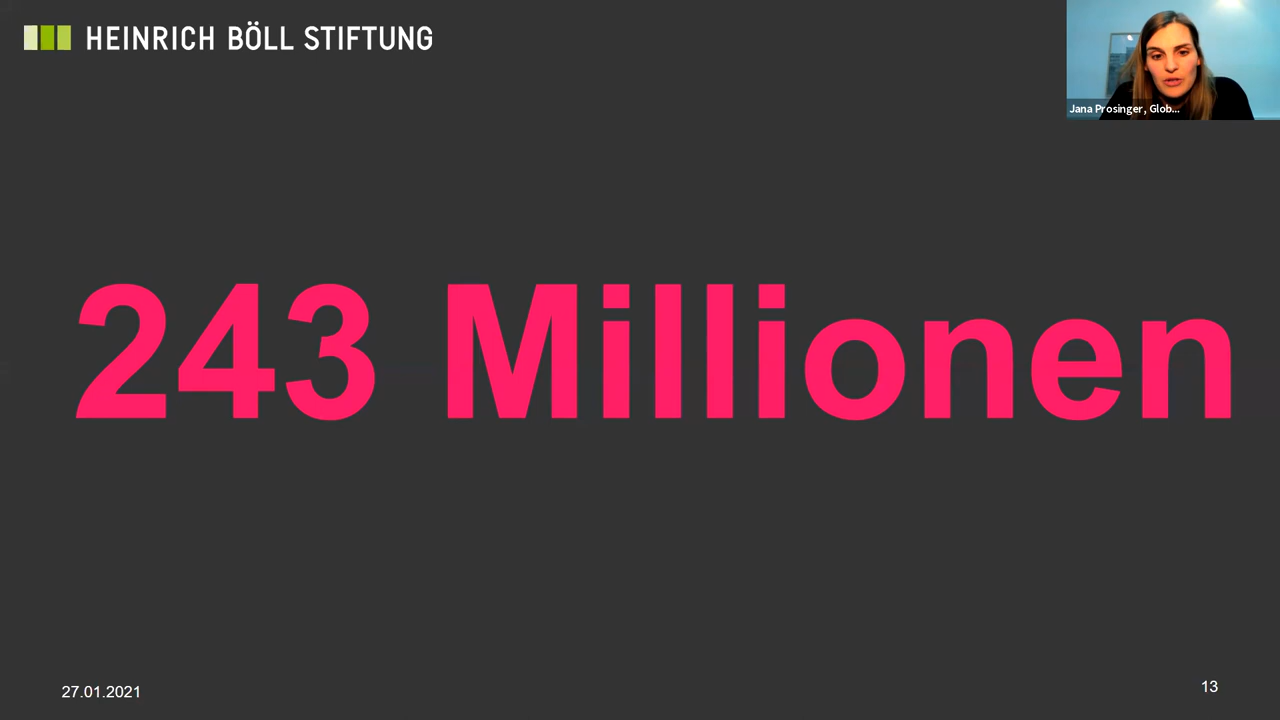 HEINRICH BÖLL STIFTUNG
Jana Prosinger, Glob...
243 Millionen
27.01.2021
13